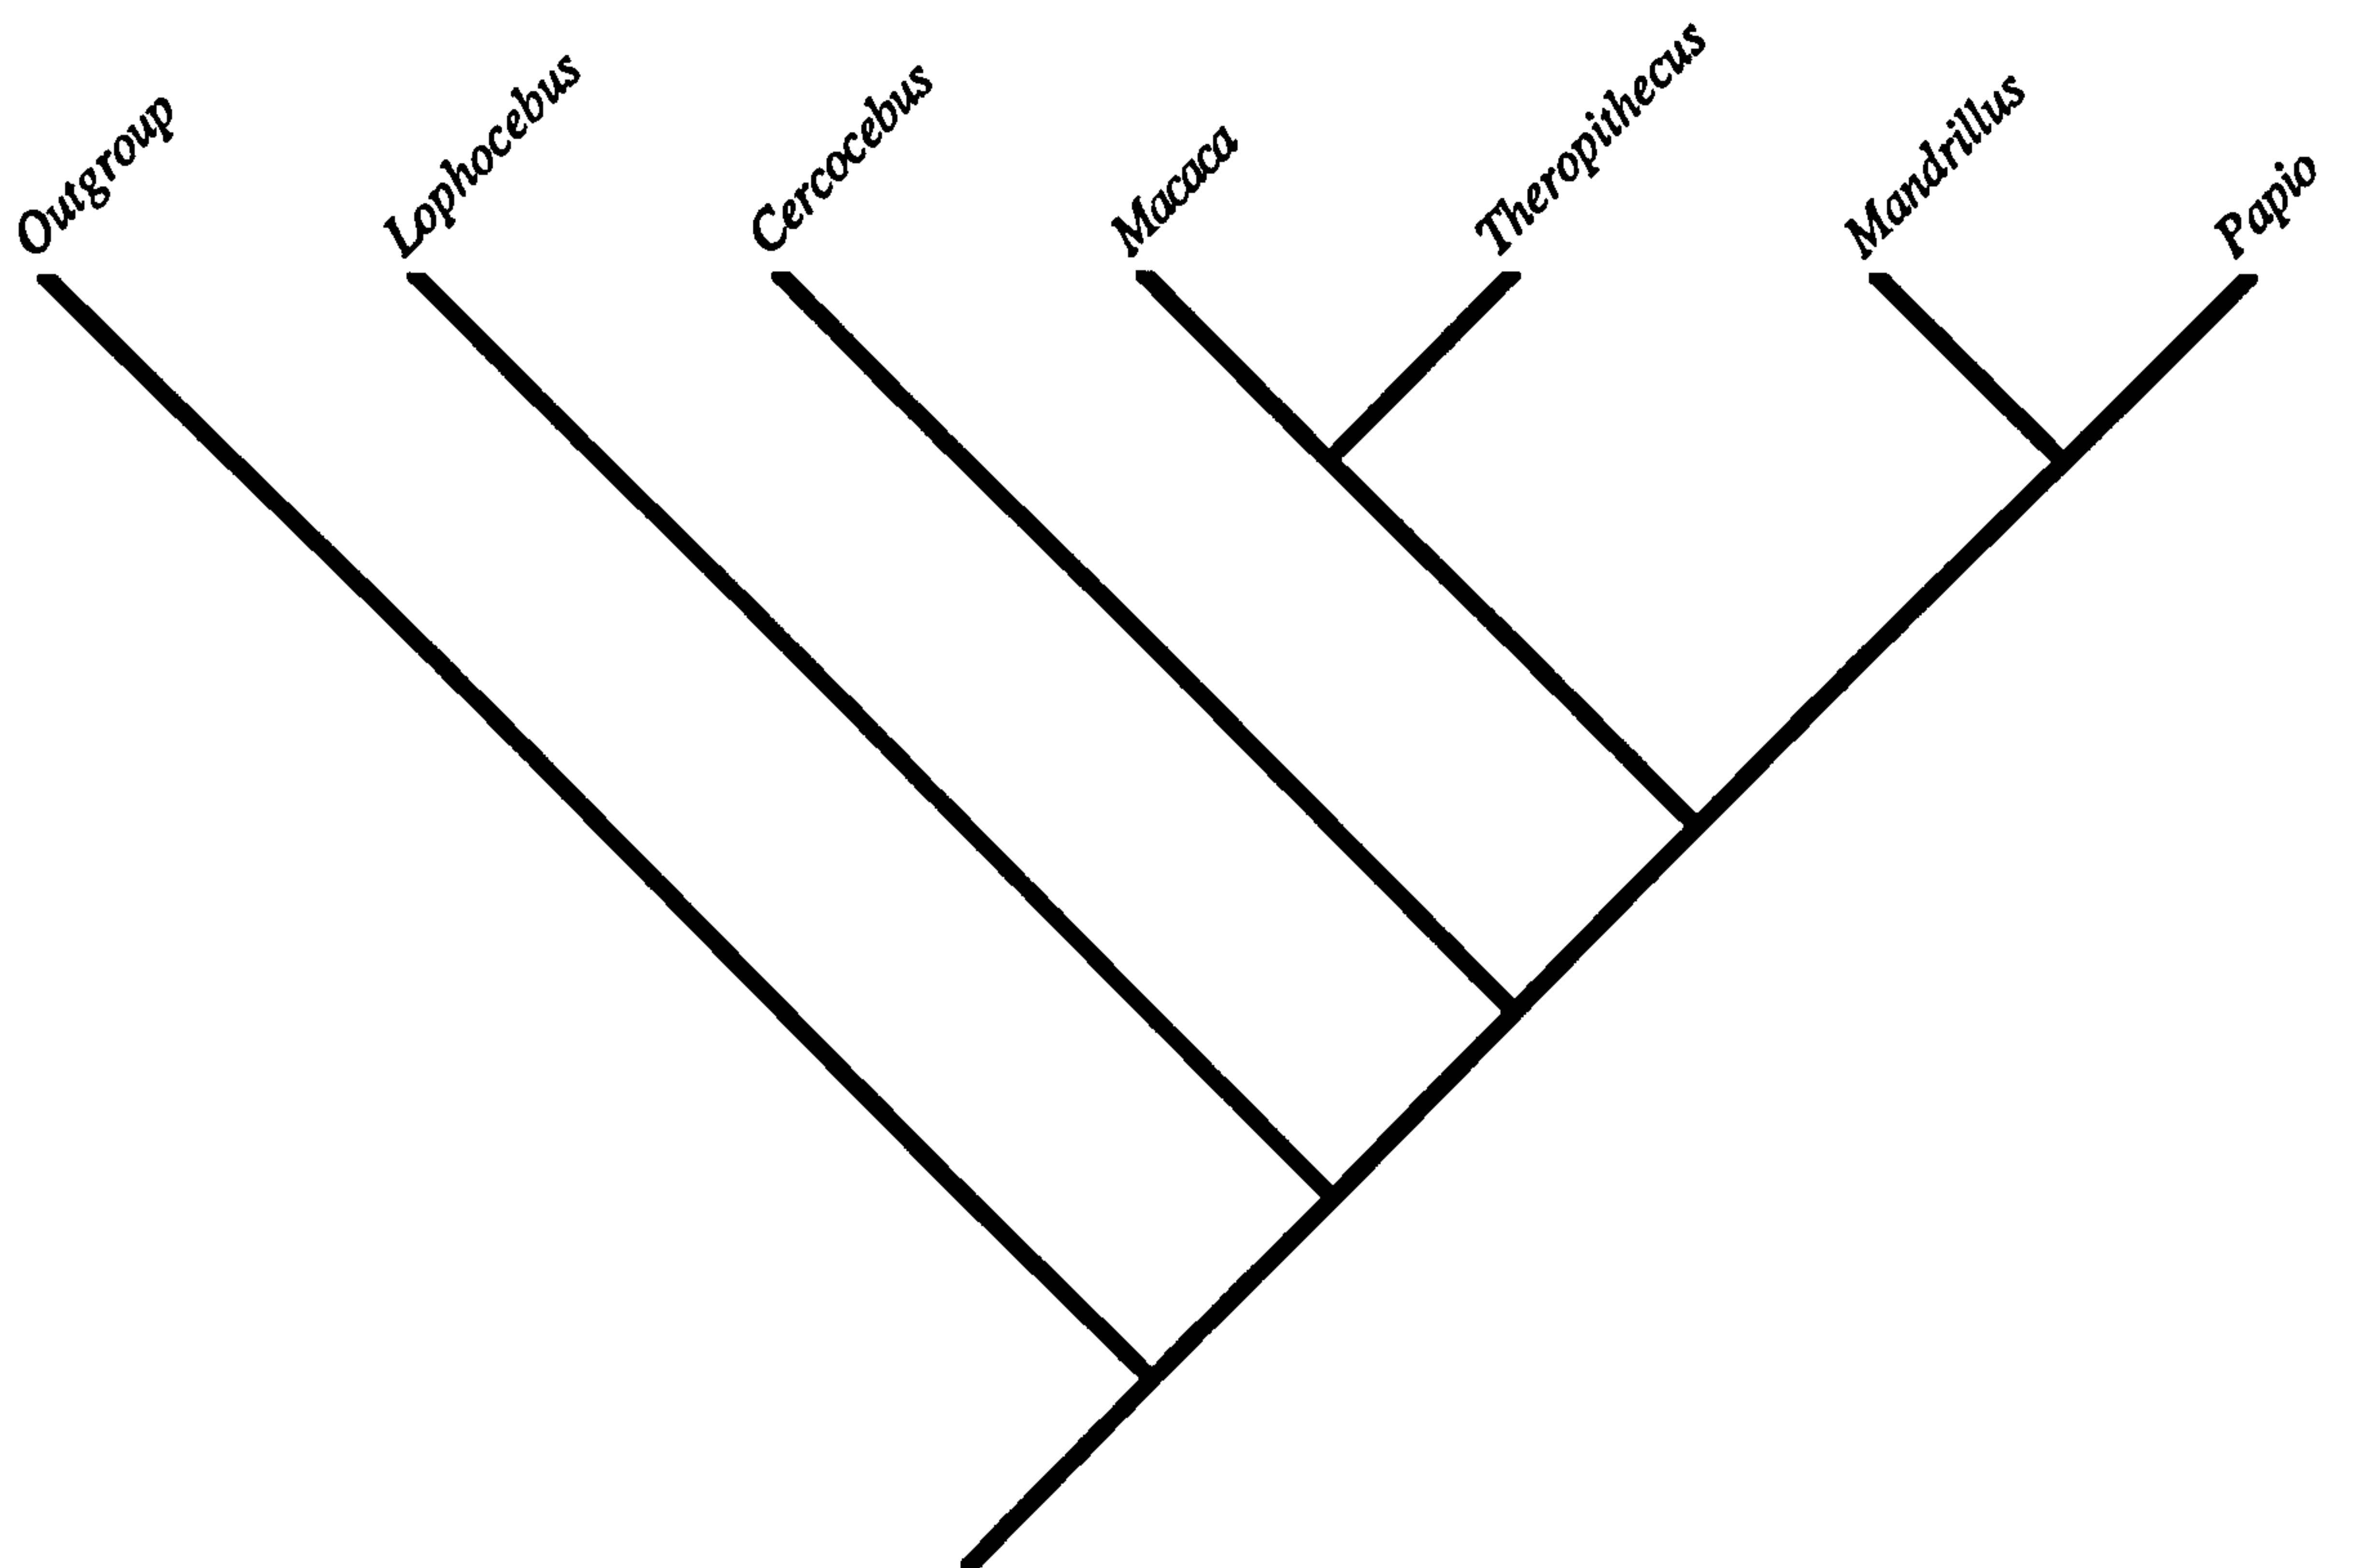 Outgroup
Lophocebus
Cercocebus
Macaca
Theropithecus
Mandrillus
Papio